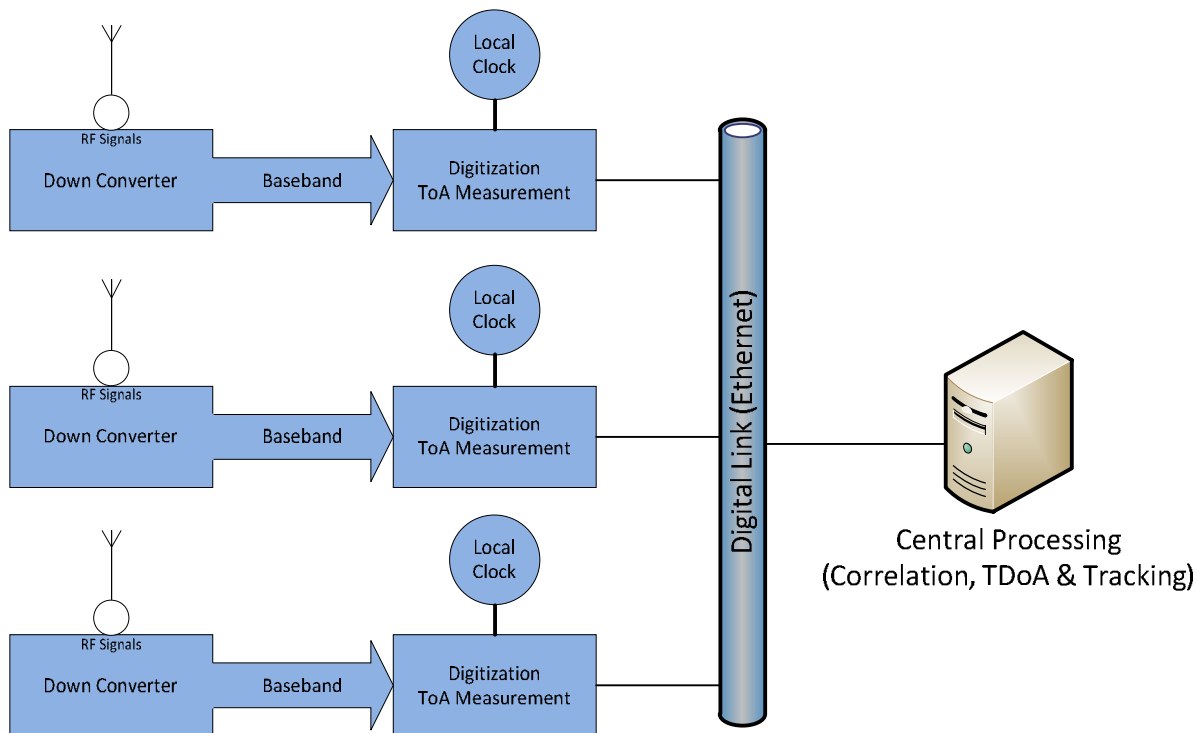 Local
Clock
RF Signals
Down Converter
Baseband
Digitization
ToA Measurement
Local
Clock
RF Signals
Down Converter
Baseband
Digitization
ToA Measurement
Local
Clock
RF Signals
Down Converter
Baseband
Digitization
ToA Measurement
Digital Link (Ethernet)
Central Processing
(Correlation, TDoA & Tracking)